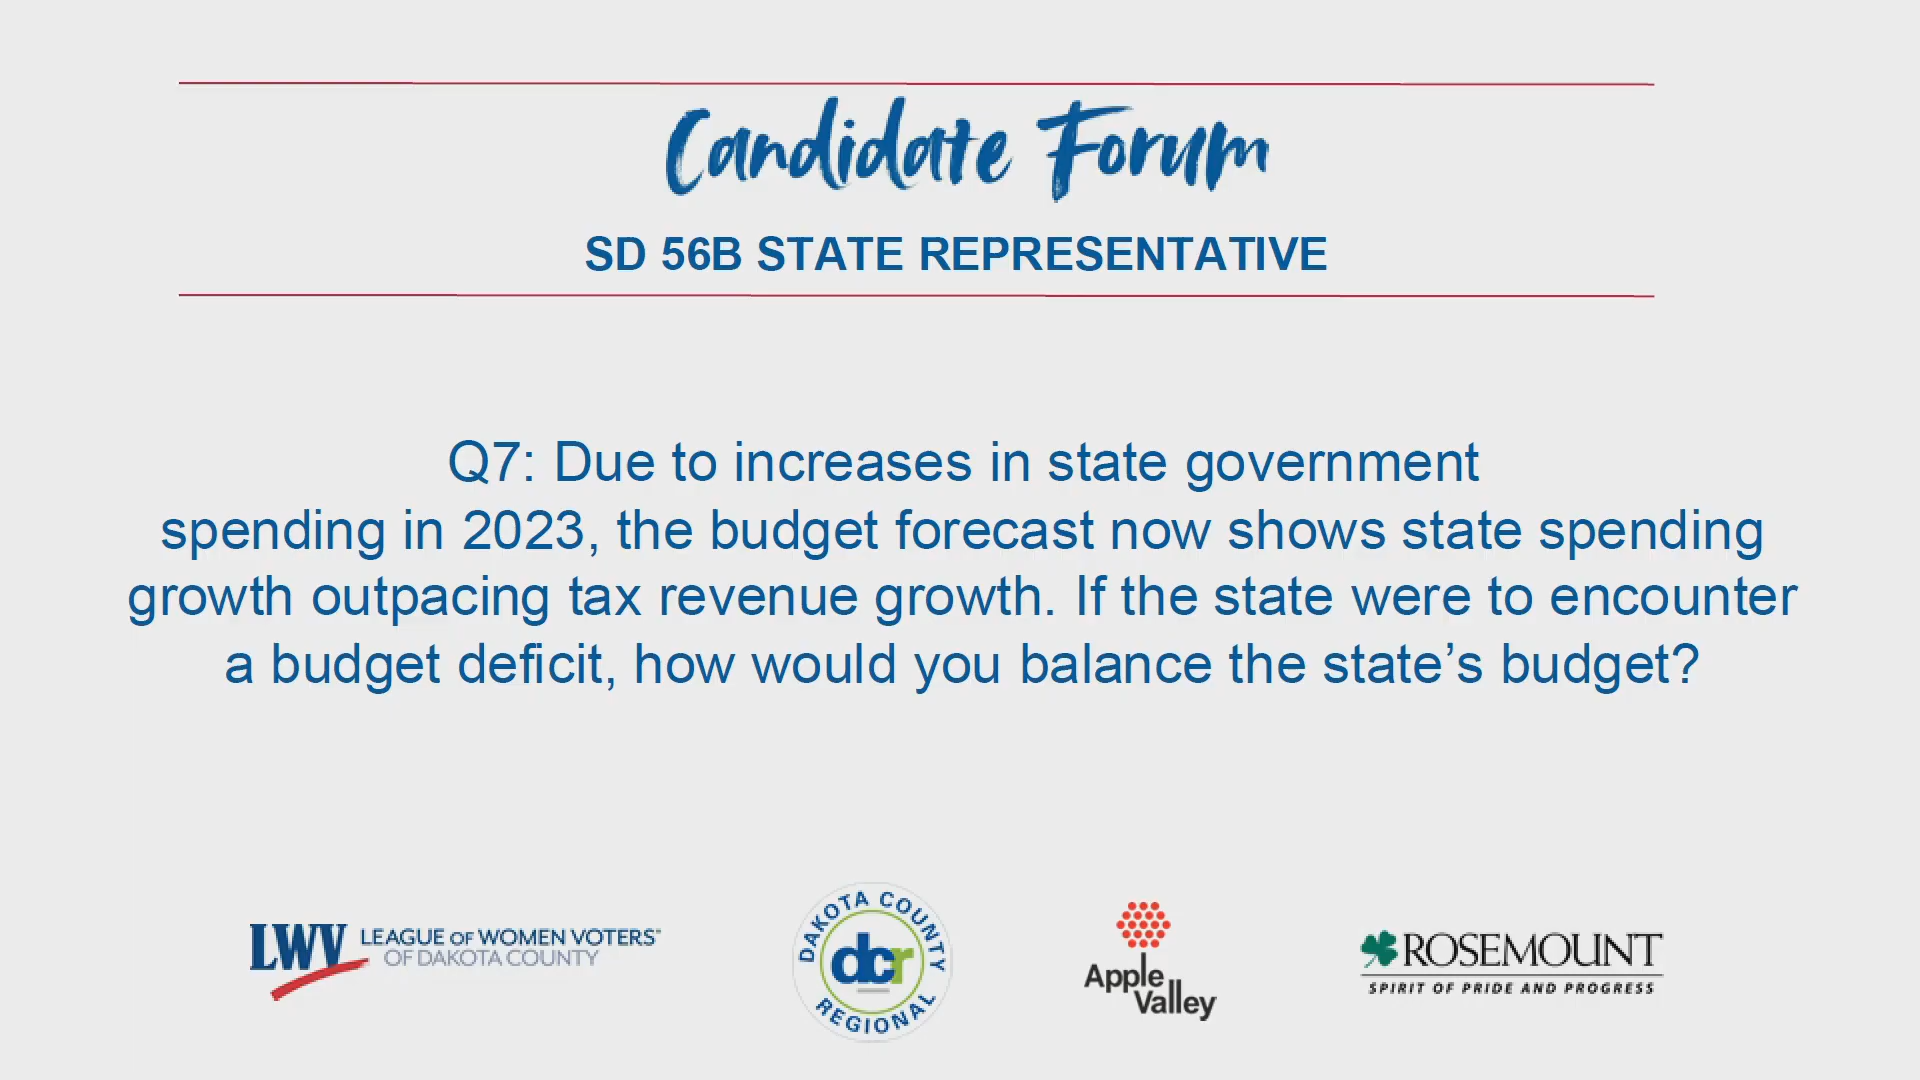 Candidate Forum
SD 56B STATE REPRESENTATIVE
Q7: Due to increases in state government
spending in 2023, the budget forecast now shows state spending
growth outpacing tax revenue growth. If the state were to encounter
a budget deficit, how would you balance the state’s budget?
LWV
LEAGUE OF WOMEN VOTERS®
OF DAKOTA COUNTY
DAKOTA COUNTY
dcr
REGIONAL
Apple
Valley
ROSEMOUNT
SPIRIT OF PRIDE AND PROGRESS